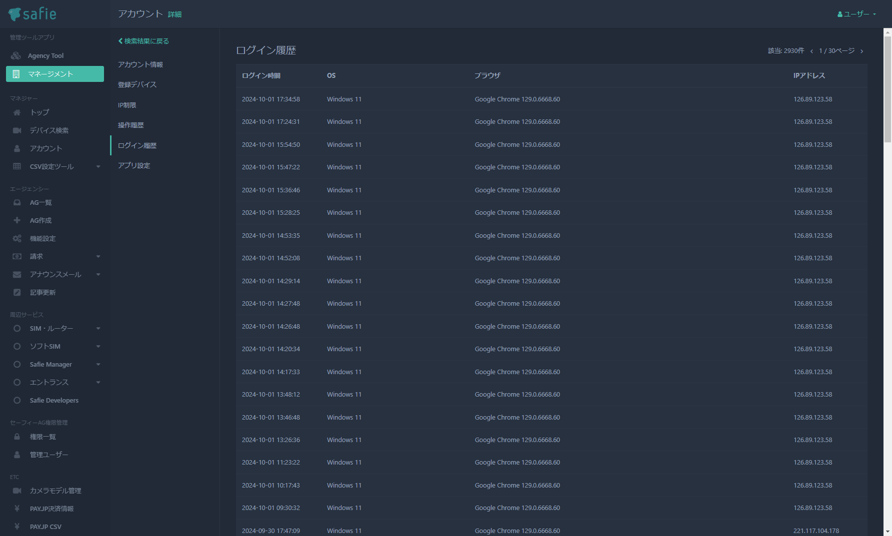 safie
アカウント 詳細
ユーザー
管理ツールアプリ
Agency Tool
マネージメント
マネジャー
トップ
デバイス検索
アカウント
CSV設定ツール
エージェンシー
AG一覧
AG作成
機能設定
請求
アナウンスメール
記事更新
周辺サービス
SIM・ルーター
ソフトSIM
Safie Manager
エントランス
Safie Developers
セーフィーAG権限管理
権限一覧
管理ユーザー
ETC
カメラモデル管理
PAY.JP決済情報
PAY.JP CSV
検索結果に戻る
アカウント情報
登録デバイス
IP制限
操作履歴
ログイン履歴
アプリ設定
ログイン履歴
該当: 2930件 1 / 30ページ
ログイン時間 OS ブラウザ IPアドレス
2024-10-01 17:34:58 Windows 11 Google Chrome 129.0.6668.60 126.89.123.58
2024-10-01 17:24:31 Windows 11 Google Chrome 129.0.6668.60 126.89.123.58
2024-10-01 15:54:50 Windows 11 Google Chrome 129.0.6668.60 126.89.123.58
2024-10-01 15:47:22 Windows 11 Google Chrome 129.0.6668.60 126.89.123.58
2024-10-01 15:36:46 Windows 11 Google Chrome 129.0.6668.60 126.89.123.58
2024-10-01 15:28:25 Windows 11 Google Chrome 129.0.6668.60 126.89.123.58
2024-10-01 14:53:35 Windows 11 Google Chrome 129.0.6668.60 126.89.123.58
2024-10-01 14:52:08 Windows 11 Google Chrome 129.0.6668.60 126.89.123.58
2024-10-01 14:29:14 Windows 11 Google Chrome 129.0.6668.60 126.89.123.58
2024-10-01 14:27:48 Windows 11 Google Chrome 129.0.6668.60 126.89.123.58
2024-10-01 14:26:48 Windows 11 Google Chrome 129.0.6668.60 126.89.123.58
2024-10-01 14:20:34 Windows 11 Google Chrome 129.0.6668.60 126.89.123.58
2024-10-01 14:17:33 Windows 11 Google Chrome 129.0.6668.60 126.89.123.58
2024-10-01 13:48:12 Windows 11 Google Chrome 129.0.6668.60 126.89.123.58
2024-10-01 13:46:48 Windows 11 Google Chrome 129.0.6668.60 126.89.123.58
2024-10-01 13:26:36 Windows 11 Google Chrome 129.0.6668.60 126.89.123.58
2024-10-01 11:23:22 Windows 11 Google Chrome 129.0.6668.60 126.89.123.58
2024-10-01 10:17:43 Windows 11 Google Chrome 129.0.6668.60 126.89.123.58
2024-10-01 09:30:32 Windows 11 Google Chrome 129.0.6668.60 126.89.123.58
2024-09-30 17:47:09 Windows 11 Google Chrome 129.0.6668.60 221.117.104.178